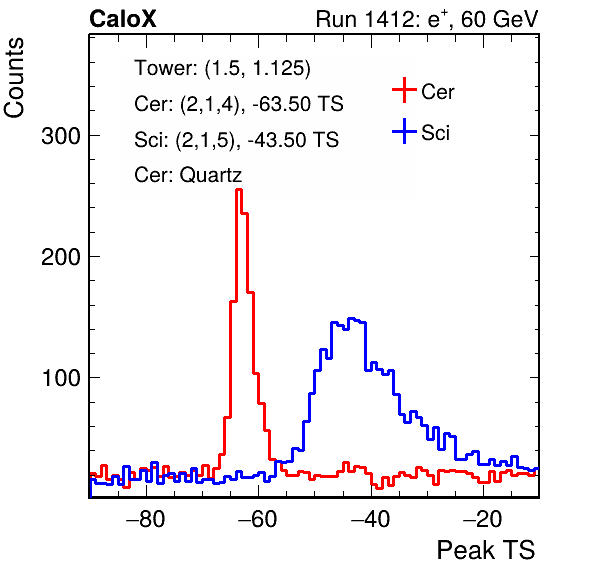 CaloX Run 1412: e⁺, 60 GeV
Counts
Tower: (1.5, 1.125)
Cer: (2,1,4), -63.50 TS
Sci: (2,1,5), -43.50 TS
Cer: Quartz
Cer
Sci
300
200
100
−80 −60 −40 −20
Peak TS